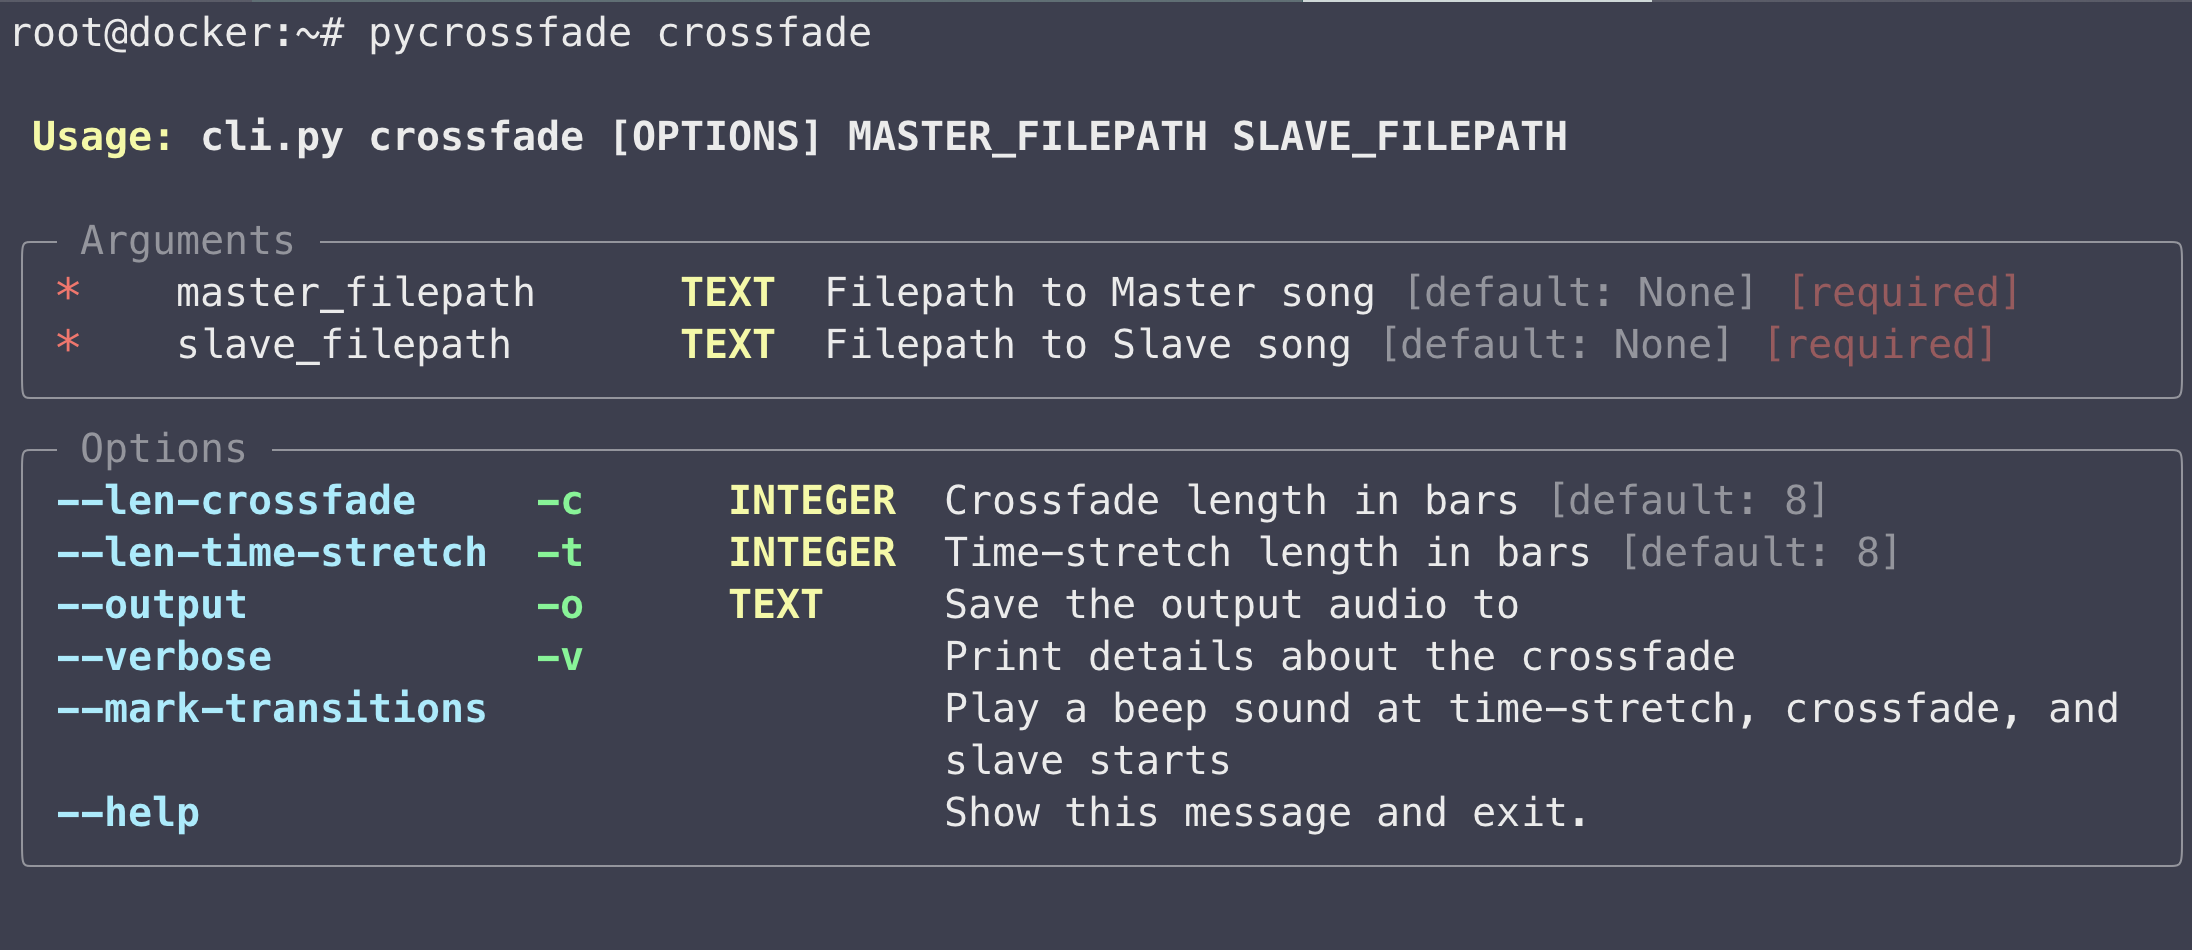 root@docker:~# pycrossfade crossfade
Usage: cli.py crossfade [OPTIONS] MASTER_FILEPATH SLAVE_FILEPATH
Arguments
* master_filepath TEXT Filepath to Master song [default: None] [required]
* slave_filepath TEXT Filepath to Slave song [default: None] [required]
Options
--len-crossfade -c INTEGER Crossfade length in bars [default: 8]
--len-time-stretch -t INTEGER Time-stretch length in bars [default: 8]
--output -o TEXT Save the output audio to
--verbose -v Print details about the crossfade
--mark-transitions Play a beep sound at time-stretch, crossfade, and
slave starts
--help Show this message and exit.